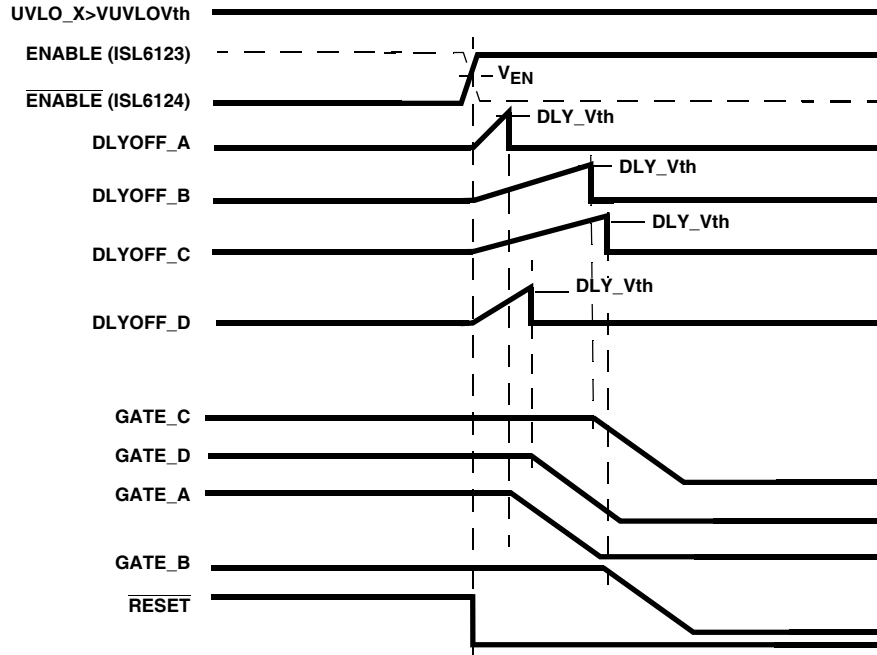 UVLO_X>VUVLOVth
ENABLE (ISL6123)
VEN
ENABLE (ISL6124)
DLY_Vth
DLYOFF_A
DLY_Vth
DLYOFF_B
DLY_Vth
DLYOFF_C
DLY_Vth
DLYOFF_D
GATE_C
GATE_D
GATE_A
GATE_B
RESET